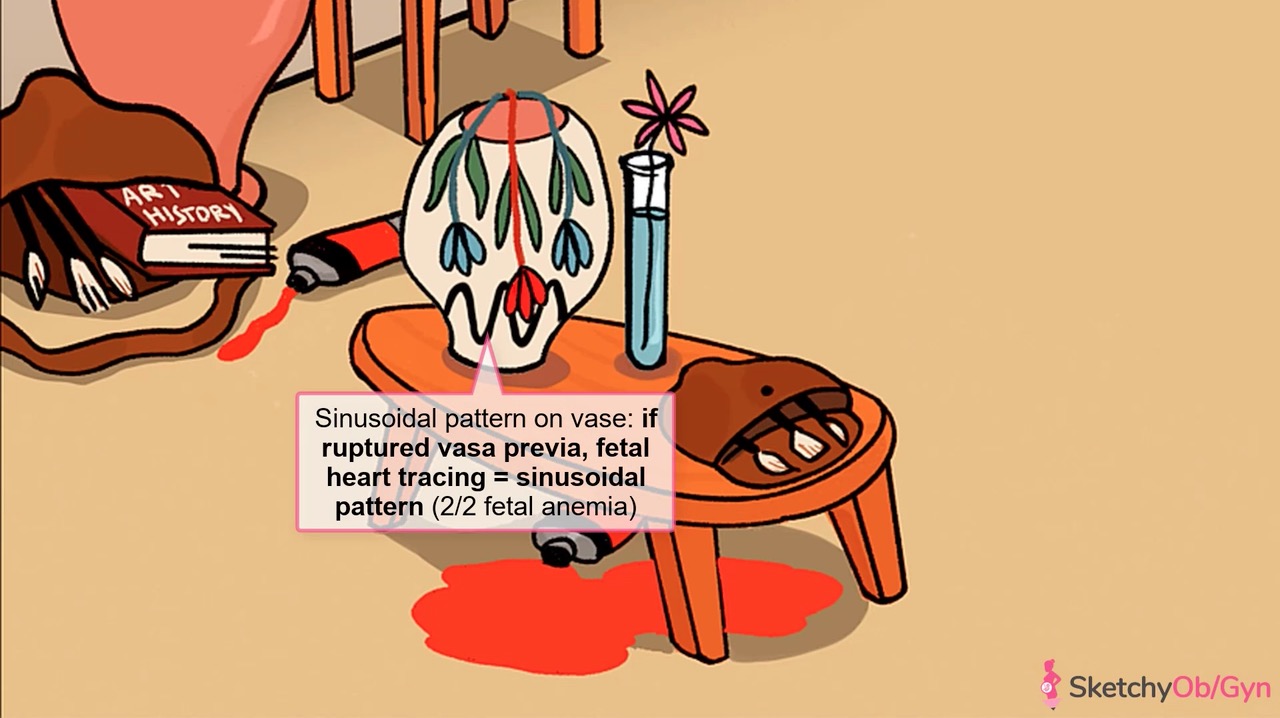 ART
HISTORY
Sinusoidal pattern on vase: if
ruptured vasa previa, fetal
heart tracing = sinusoidal
pattern (2/2 fetal anemia)
SketchyOb/Gyn